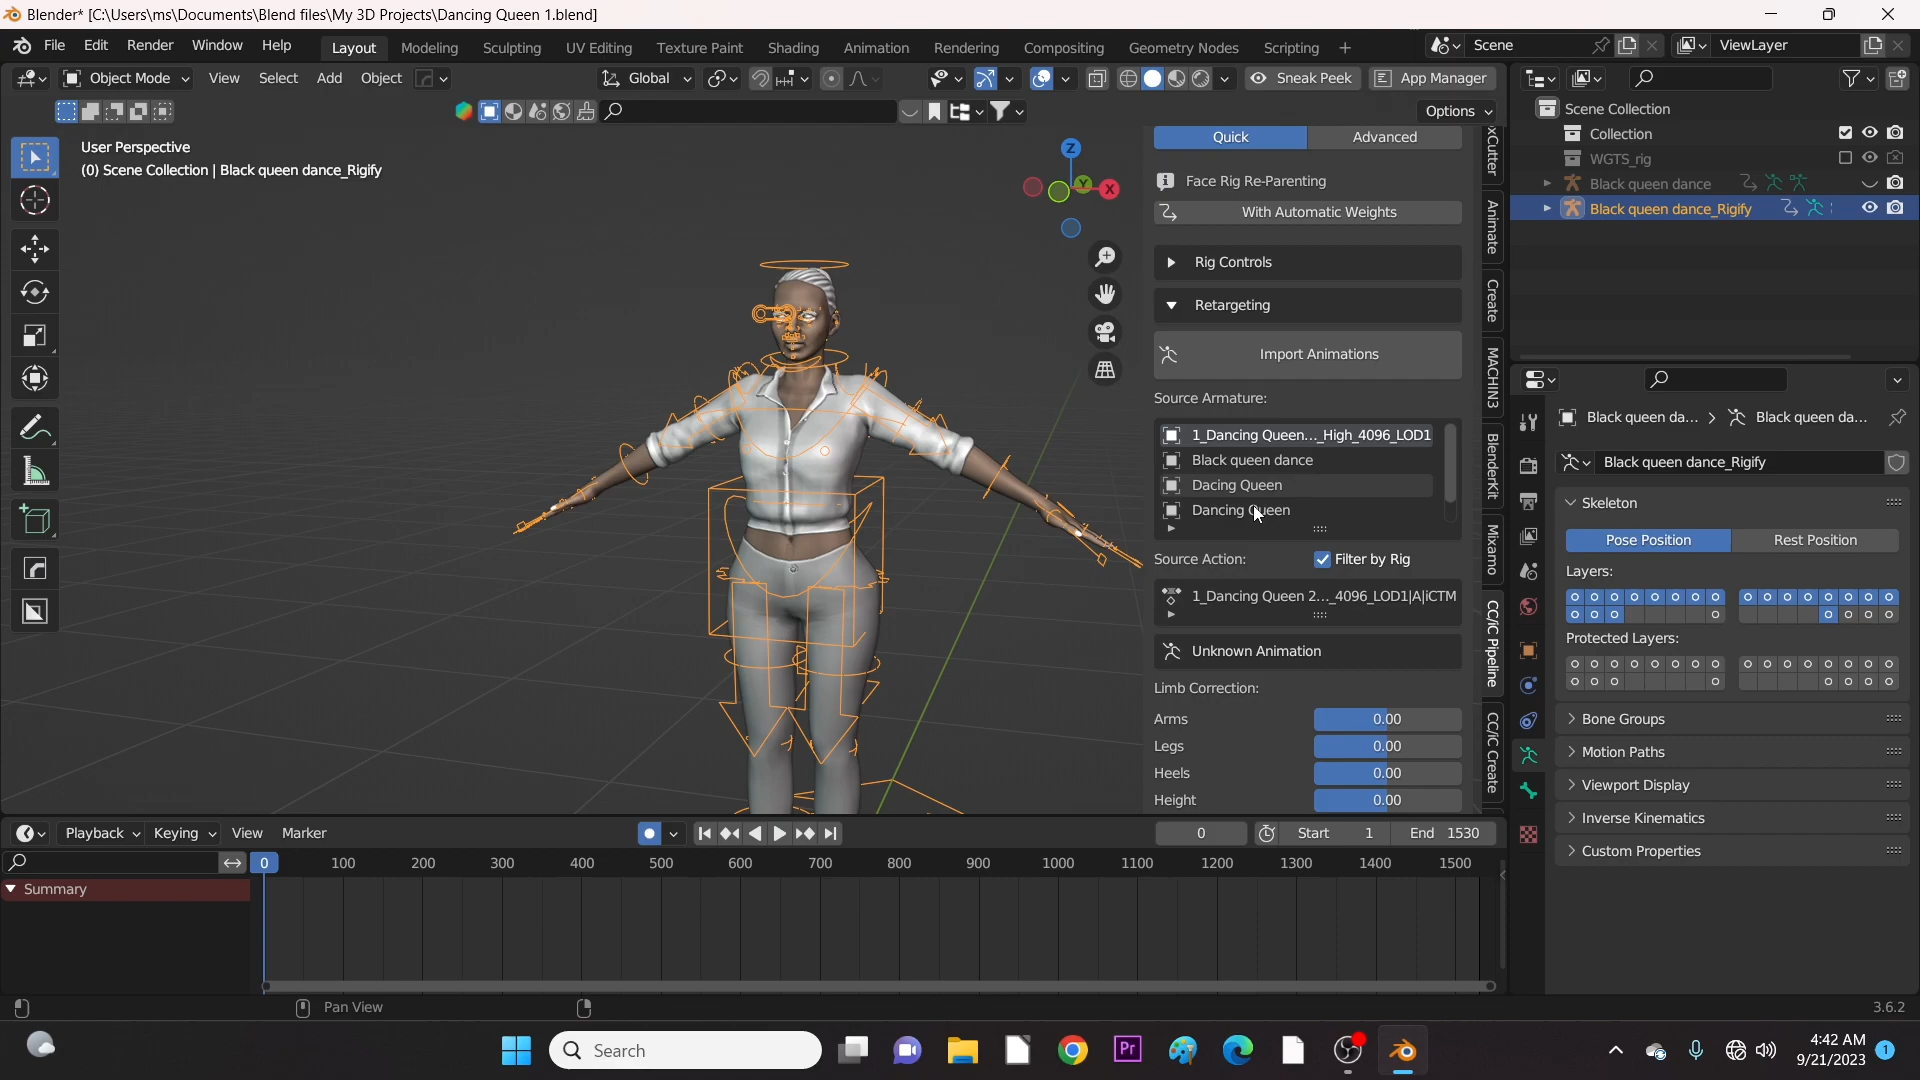 Blender* [C:\Users\ms\Documents\Blend files\My 3D Projects\Dancing Queen 1.blend]
File Edit Render Window Help Layout Modeling Sculpting UV Editing Texture Paint Shading Animation Rendering Compositing Geometry Nodes Scripting + Scene ViewLayer
Object Mode View Select Add Object Global Sneak Peek App Manager
Options
User Perspective
(0) Scene Collection | Black queen dance_Rigify
Z
Y
X
Quick Advanced
Face Rig Re-Parenting
With Automatic Weights
Rig Controls
Retargeting
Import Animations
Source Armature:
1_Dancing Queen..._High_4096_LOD1
Black queen dance
Dacing Queen
Dancing Queen
Source Action: Filter by Rig
1_Dancing Queen 2..._4096_LOD1|A|iCTM
Unknown Animation
Limb Correction:
Arms 0.00
Legs 0.00
Heels 0.00
Height 0.00
xCutter
Animate
Create
MACHIN3
BlenderKit
Mixamo
CC/iC Pipeline
CC/iC Create
Scene Collection
Collection
WGTS_rig
Black queen dance
Black queen dance_Rigify
Black queen da... Black queen da...
Black queen dance_Rigify
Skeleton
Pose Position Rest Position
Layers:
Protected Layers:
Bone Groups
Motion Paths
Viewport Display
Inverse Kinematics
Custom Properties
Playback Keying View Marker 0 Start 1 End 1530
0 100 200 300 400 500 600 700 800 900 1000 1100 1200 1300 1400 1500
Summary
Pan View 3.6.2
Search
Pr
4:42 AM
9/21/2023
1